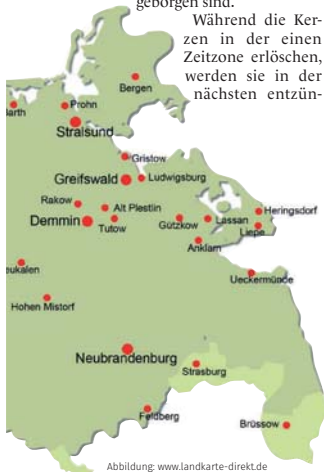 geborgen sind.
Während die Ker-
zen in der einen
Zeitzone erlöschen,
werden sie in der
nächsten entzün-
Bergen
Prohn
arth
Stralsund
Gristow
Greifswald
Ludwigsburg
Rakow
Alt Plestlin
Heringsdorf
Demmin
Tutow
Gützkow
Lassan
Liepe
Anklam
eukalen
Ueckermünde
Hohen Mistorf
Neubrandenburg
Strasburg
Feldberg
Brüssow
Abbildung: www.landkarte-direkt.de